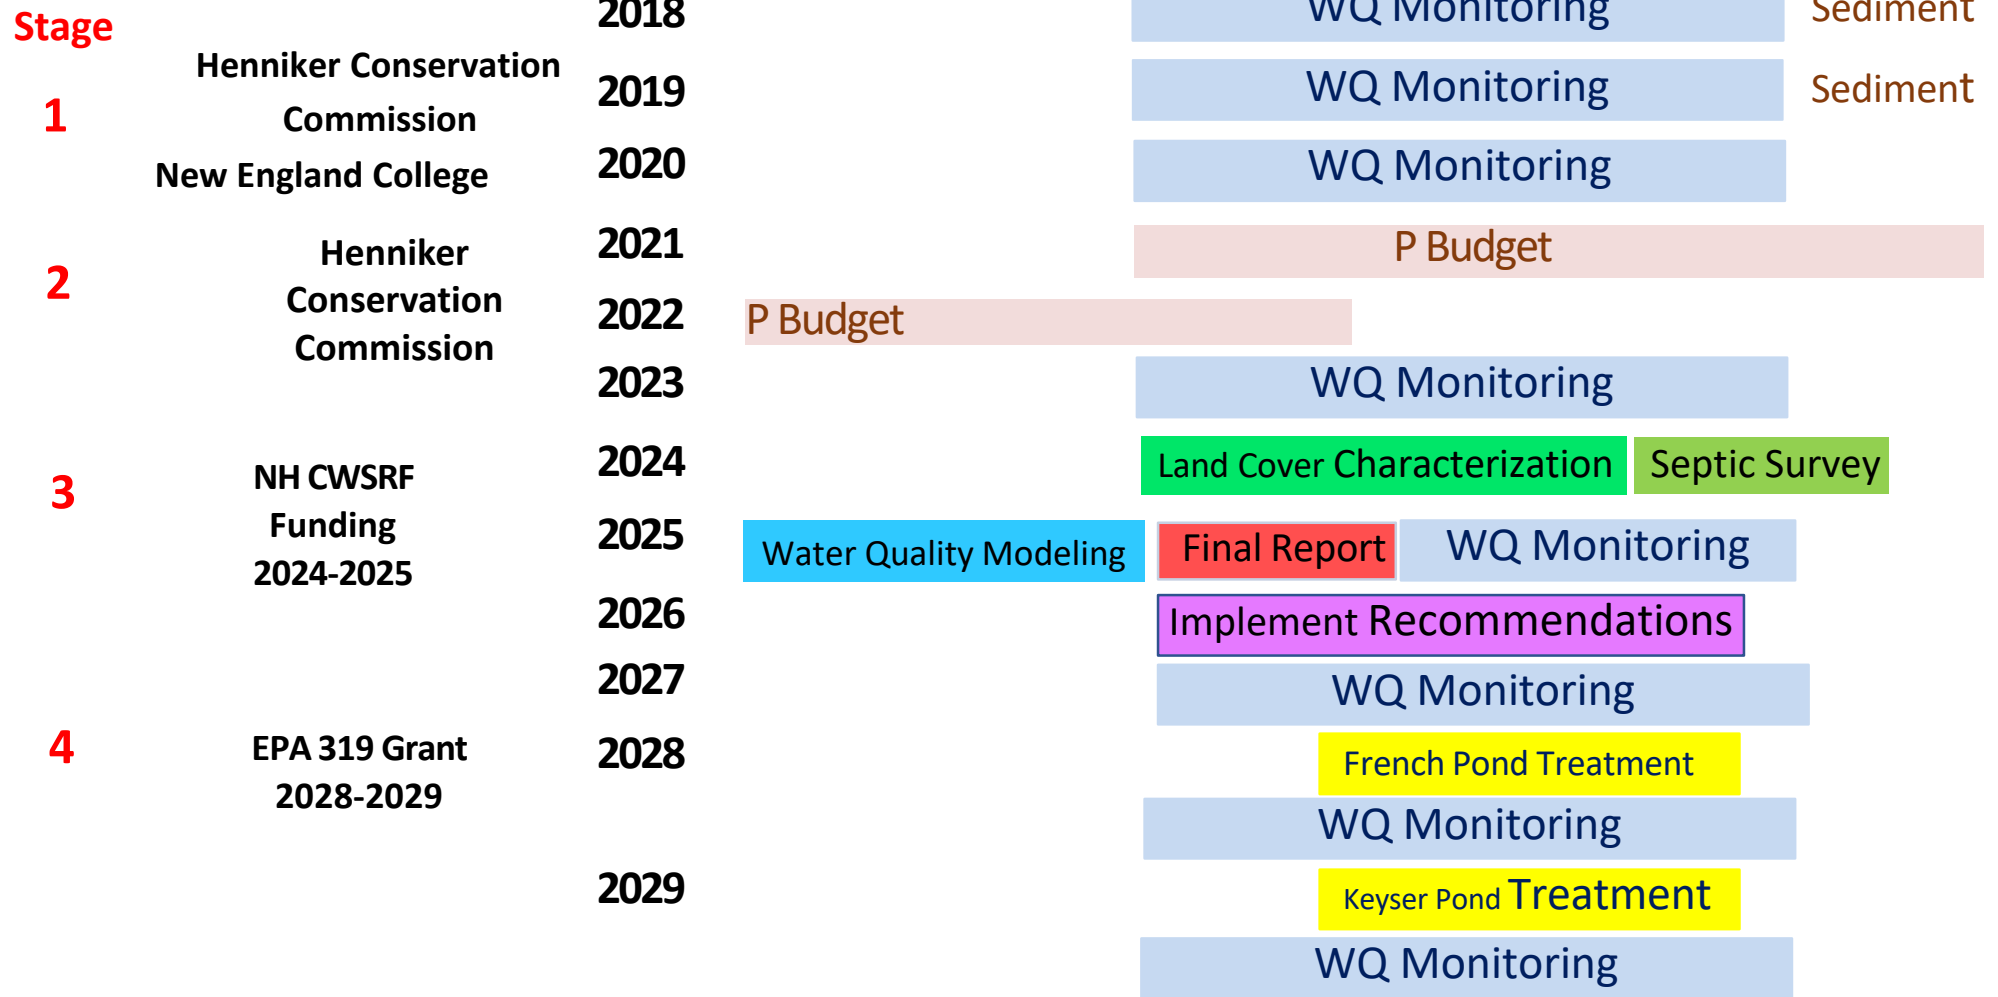 Stage
2018 WQ Monitoring Sediment
Henniker Conservation
1 Commission
2019 WQ Monitoring Sediment
New England College
2020 WQ Monitoring
2 Henniker
Conservation
Commission
2021 P Budget
2022 P Budget
2023 WQ Monitoring
3 NH CWSRF
Funding
2024-2025
2024 Land Cover Characterization Septic Survey
2025 Water Quality Modeling Final Report WQ Monitoring
2026 Implement Recommendations
2027 WQ Monitoring
4 EPA 319 Grant
2028-2029
2028 French Pond Treatment
WQ Monitoring
2029 Keyser Pond Treatment
WQ Monitoring